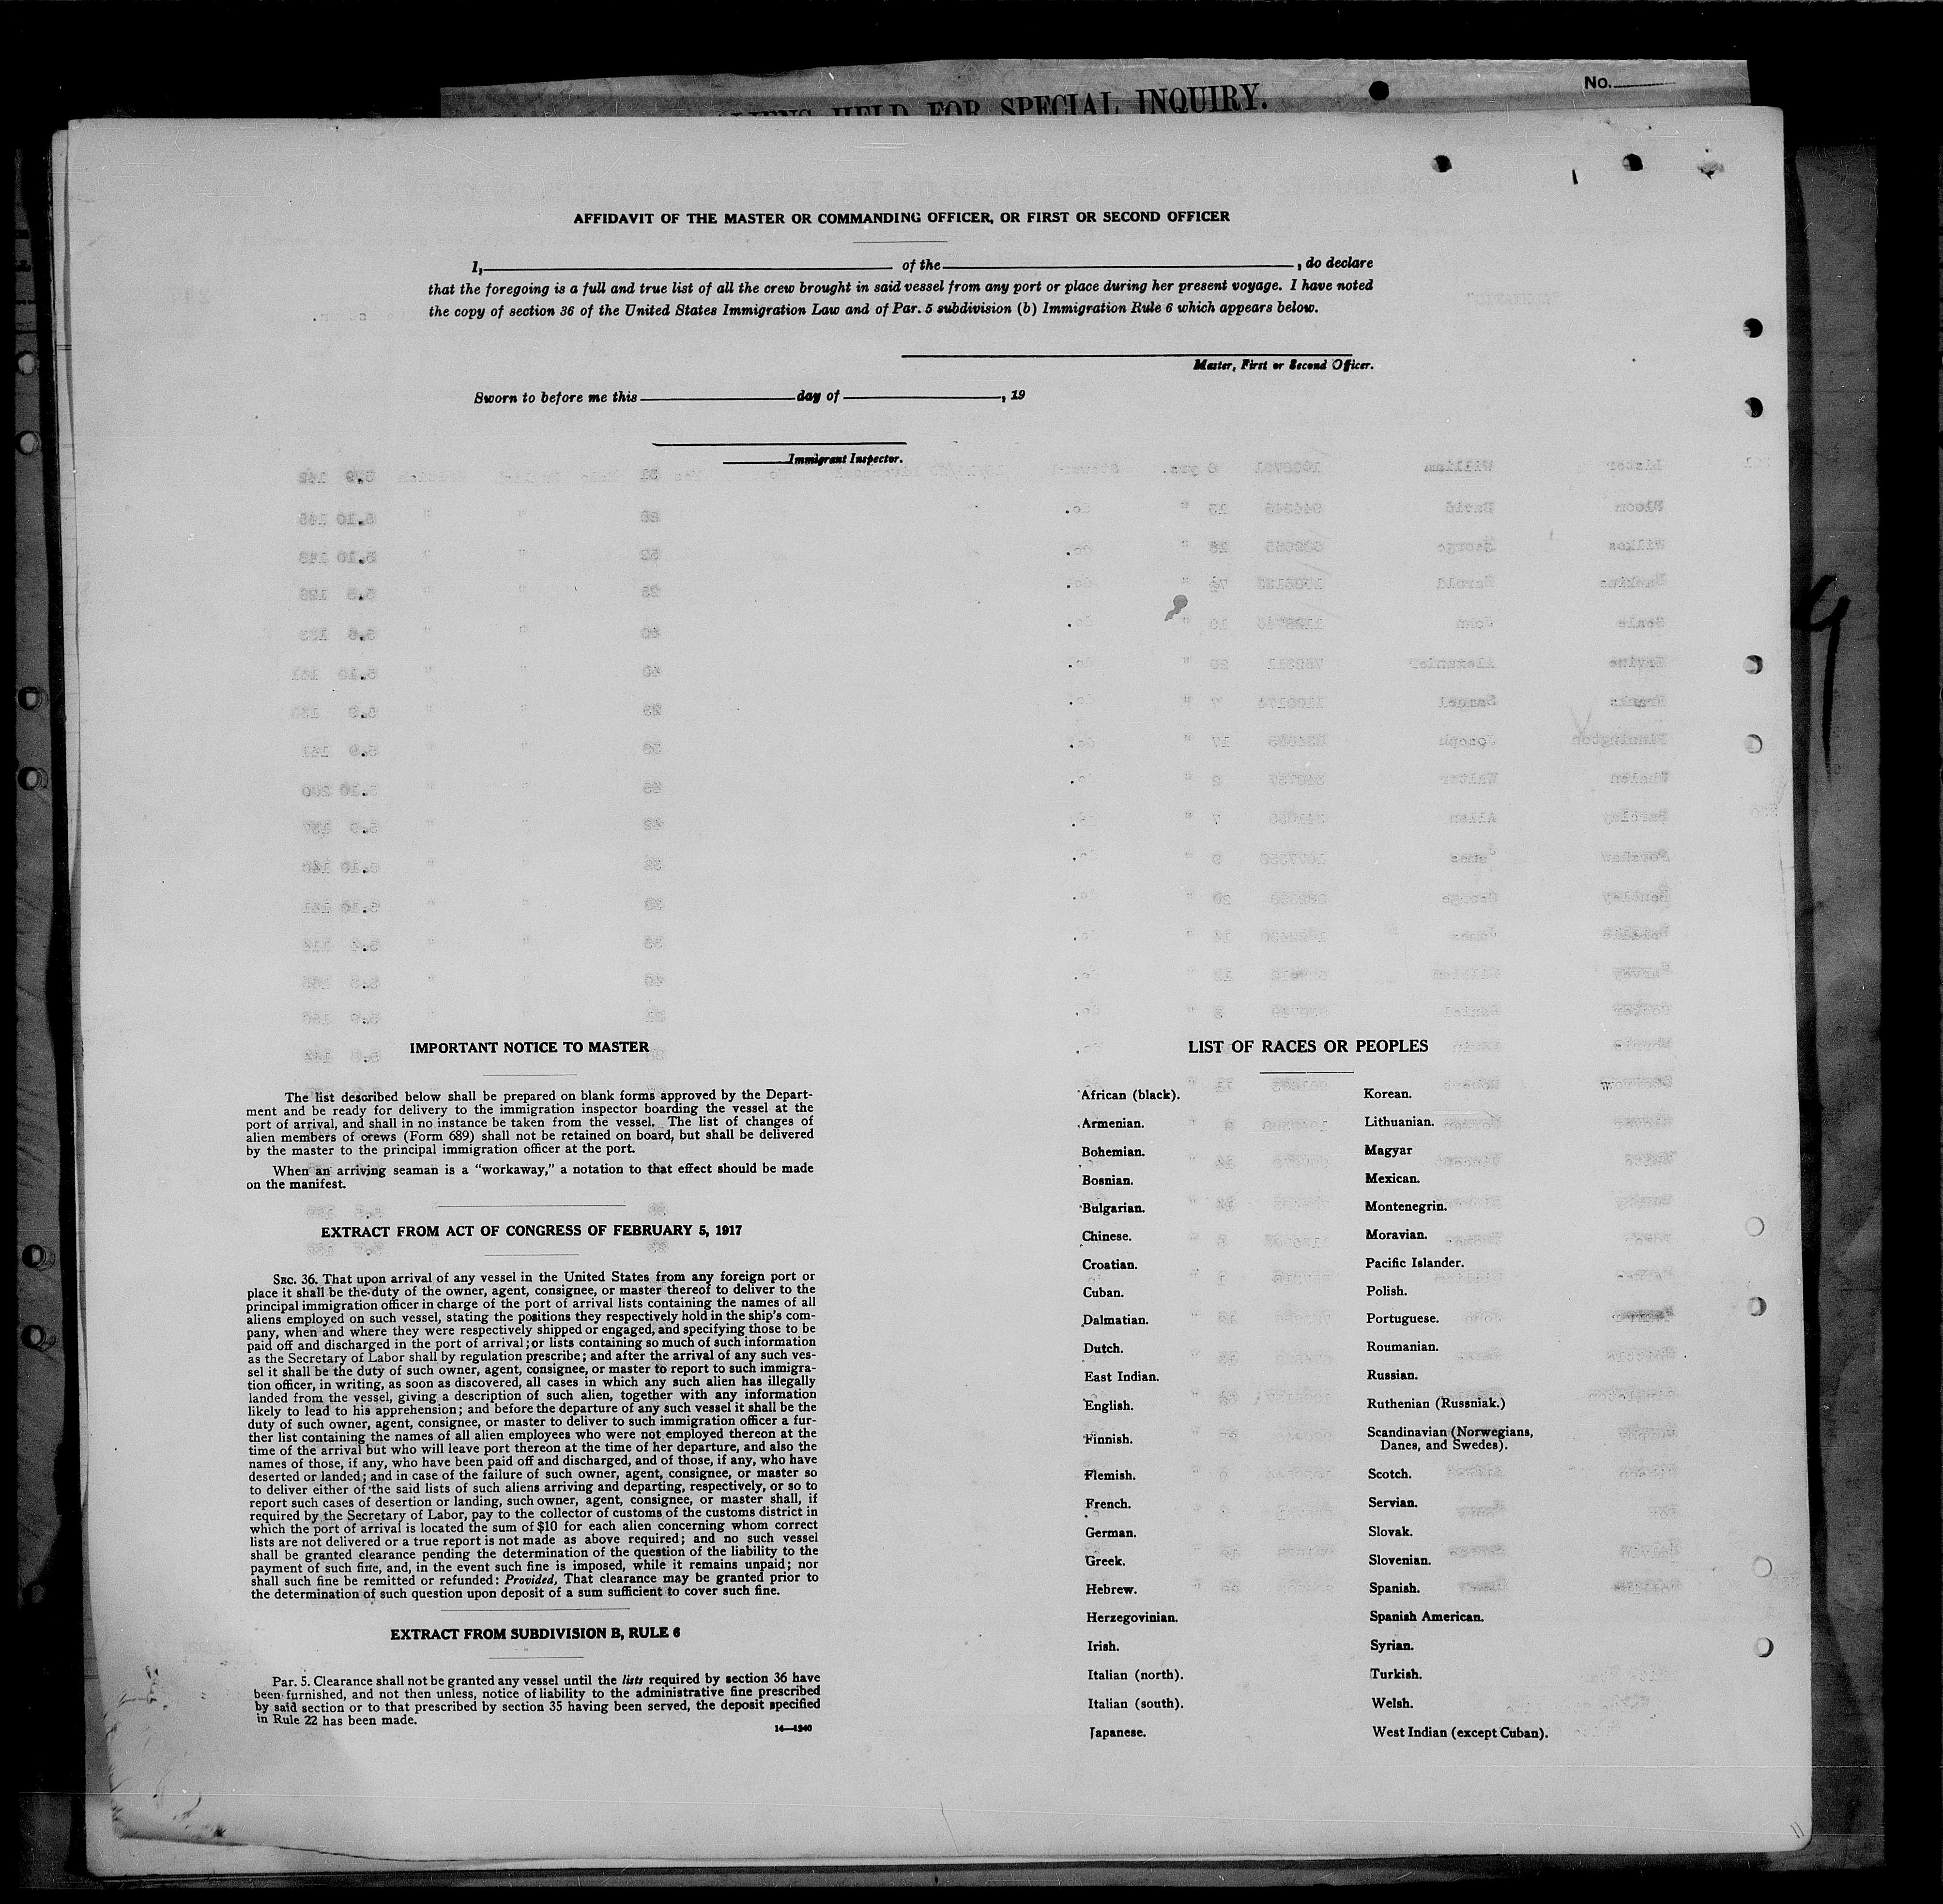 ALIENS HELD FOR SPECIAL INQUIRY.
No.
AFFIDAVIT OF THE MASTER OR COMMANDING OFFICER, OR FIRST OR SECOND OFFICER
I, of the , do declare
that the foregoing is a full and true list of all the crew brought in said vessel from any port or place during her present voyage. I have noted
the copy of section 36 of the United States Immigration Law and of Par. 5 subdivision (b) Immigration Rule 6 which appears below.
Master, First or Second Officer.
Sworn to before me this day of , 19
Immigrant Inspector.
IMPORTANT NOTICE TO MASTER
The list described below shall be prepared on blank forms approved by the Depart-
ment and be ready for delivery to the immigration inspector boarding the vessel at the
port of arrival, and shall in no instance be taken from the vessel. The list of changes of
alien members of crews (Form 689) shall not be retained on board, but shall be delivered
by the master to the principal immigration officer at the port.
When an arriving seaman is a "workaway," a notation to that effect should be made
on the manifest.
EXTRACT FROM ACT OF CONGRESS OF FEBRUARY 5, 1917
SEC. 36. That upon arrival of any vessel in the United States from any foreign port or
place it shall be the duty of the owner, agent, consignee, or master thereof to deliver to the
principal immigration officer in charge of the port of arrival lists containing the names of all
aliens employed on such vessel, stating the positions they respectively hold in the ship's com-
pany, when and where they were respectively shipped or engaged, and specifying those to be
paid off and discharged in the port of arrival; or lists containing so much of such information
as the Secretary of Labor shall by regulation prescribe; and after the arrival of any such ves-
sel it shall be the duty of such owner, agent, consignee, or master to report to such immigra-
tion officer, in writing, as soon as discovered, all cases in which any such alien has illegally
landed from the vessel, giving a description of such alien, together with any information
likely to lead to his apprehension; and before the departure of any such vessel it shall be the
duty of such owner, agent, consignee, or master to deliver to such immigration officer a fur-
ther list containing the names of all alien employees who were not employed thereon at the
time of the arrival but who will leave port thereon at the time of her departure, and also the
names of those, if any, who have been paid off and discharged, and of those, if any, who have
deserted or landed; and in case of the failure of such owner, agent, consignee, or master so
to deliver either of the said lists of such aliens arriving and departing, respectively, or so to
report such cases of desertion or landing, such owner, agent, consignee, or master shall, if
required by the Secretary of Labor, pay to the collector of customs of the customs district in
which the port of arrival is located the sum of $10 for each alien concerning whom correct
lists are not delivered or a true report is not made as above required; and no such vessel
shall be granted clearance pending the determination of the question of the liability to the
payment of such fine, and, in the event such fine is imposed, while it remains unpaid; nor
shall such fine be remitted or refunded: Provided, That clearance may be granted prior to
the determination of such question upon deposit of a sum sufficient to cover such fine.
EXTRACT FROM SUBDIVISION B, RULE 6
Par. 5. Clearance shall not be granted any vessel until the lists required by section 36 have
been furnished, and not then unless, notice of liability to the administrative fine prescribed
by said section or to that prescribed by section 35 having been served, the deposit specified
in Rule 22 has been made.
14—1340
LIST OF RACES OR PEOPLES
African (black).
Armenian.
Bohemian.
Bosnian.
Bulgarian.
Chinese.
Croatian.
Cuban.
Dalmatian.
Dutch.
East Indian.
English.
Finnish.
Flemish.
French.
German.
Greek.
Hebrew.
Herzegovinian.
Irish.
Italian (north).
Italian (south).
Japanese.
Korean.
Lithuanian.
Magyar
Mexican.
Montenegrin.
Moravian.
Pacific Islander.
Polish.
Portuguese.
Roumanian.
Russian.
Ruthenian (Russniak.)
Scandinavian (Norwegians,
Danes, and Swedes).
Scotch.
Servian.
Slovak.
Slovenian.
Spanish.
Spanish American.
Syrian.
Turkish.
Welsh.
West Indian (except Cuban).